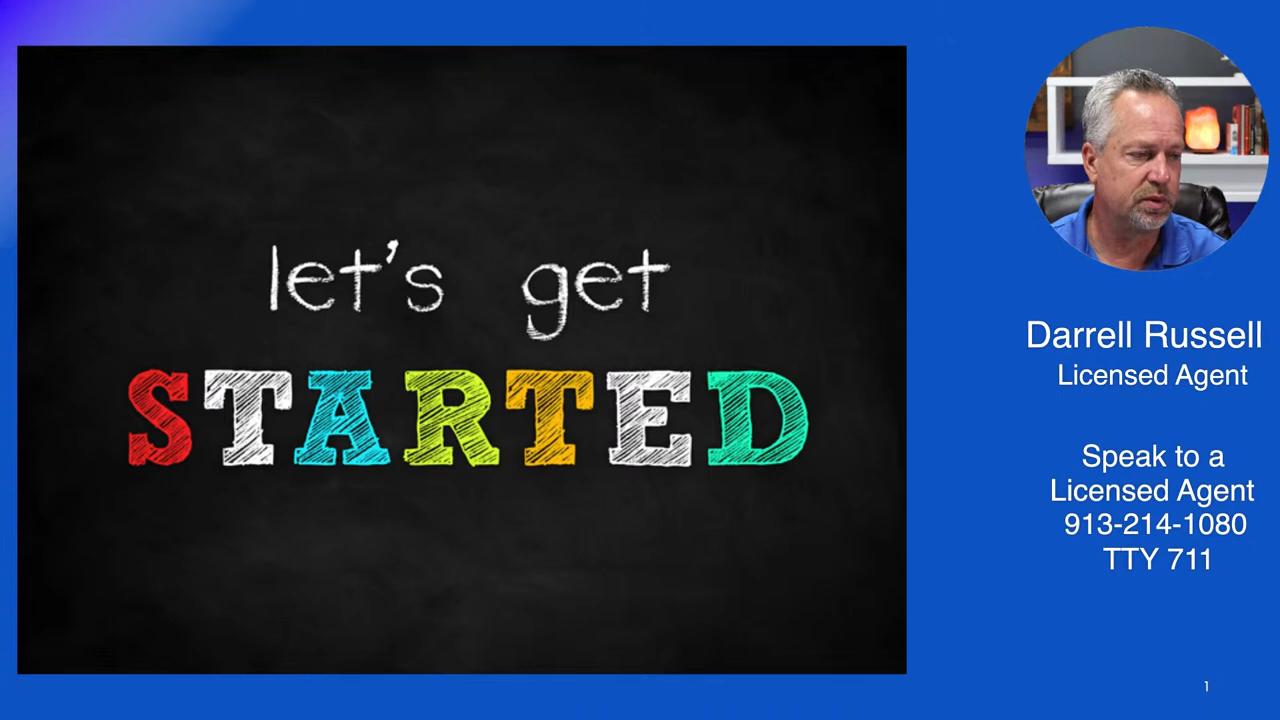 let's get
STARTED
Darrell Russell
Licensed Agent
Speak to a
Licensed Agent
913-214-1080
TTY 711
1